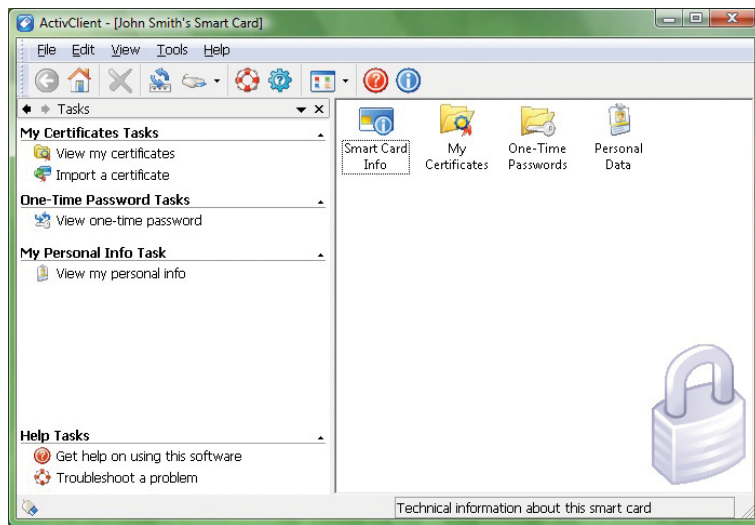 ActivClient - [John Smith's Smart Card]
File Edit View Tools Help
Tasks
My Certificates Tasks
View my certificates
Import a certificate
One-Time Password Tasks
View one-time password
My Personal Info Task
View my personal info
Help Tasks
Get help on using this software
Troubleshoot a problem
Smart Card
Info
My
Certificates
One-Time
Passwords
Personal
Data
Technical information about this smart card